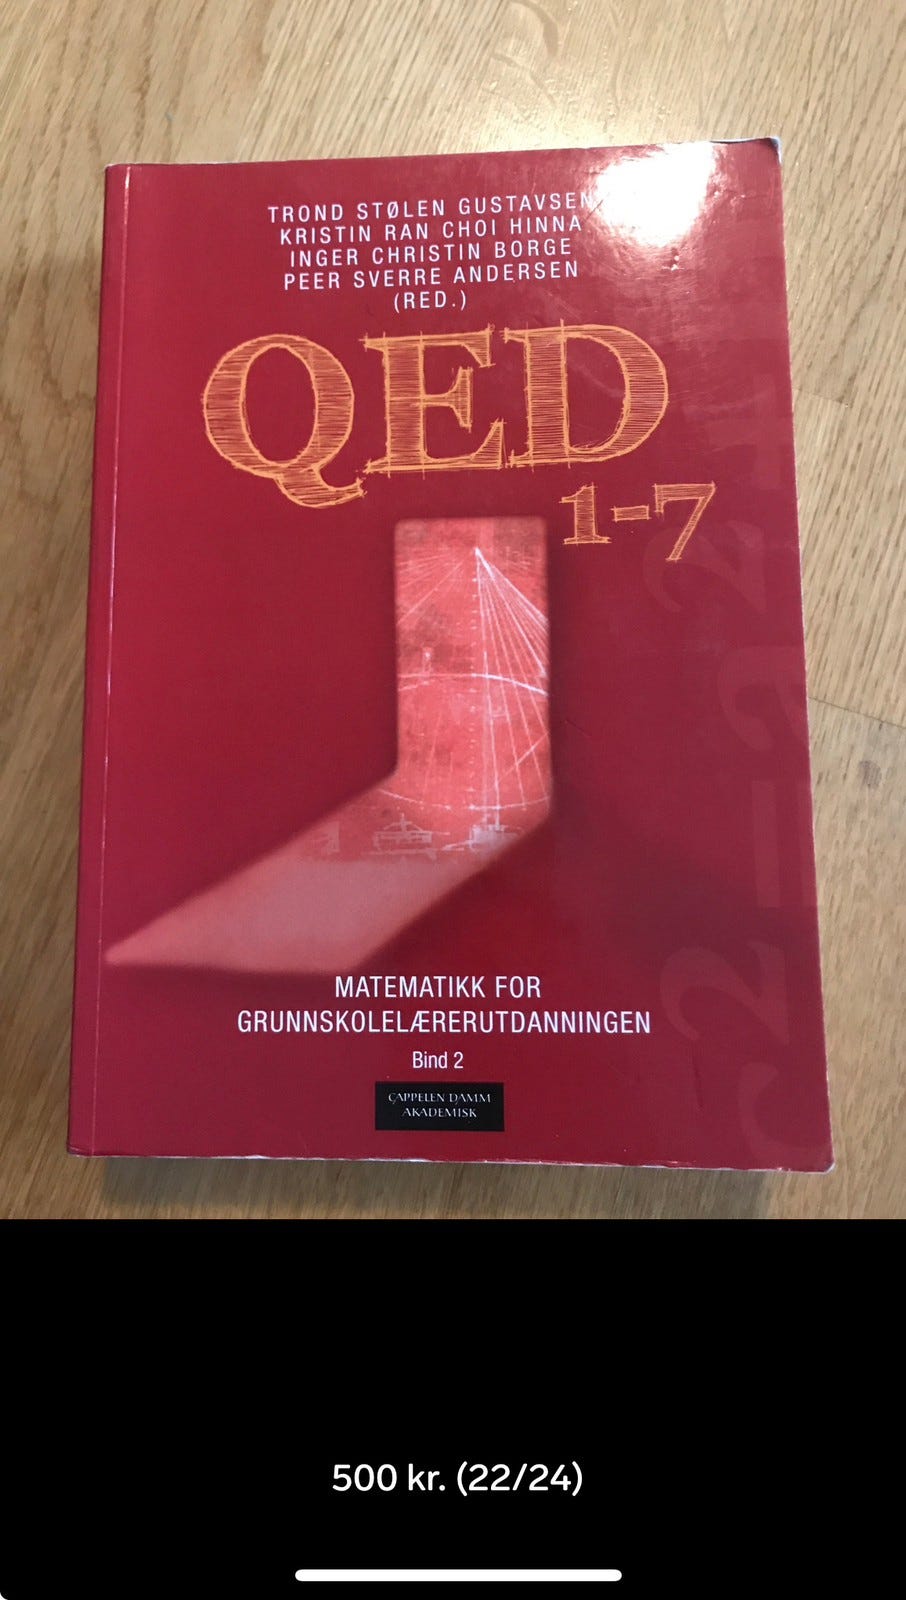 TROND STØLEN GUSTAVSEN
KRISTIN RAN CHOI HINNA
INGER CHRISTIN BORGE
PEER SVERRE ANDERSEN
(RED.)
QED
1-7
MATEMATIKK FOR
GRUNNSKOLELÆRERUTDANNINGEN
Bind 2
CAPPELEN DAMM
AKADEMISK
500 kr. (22/24)